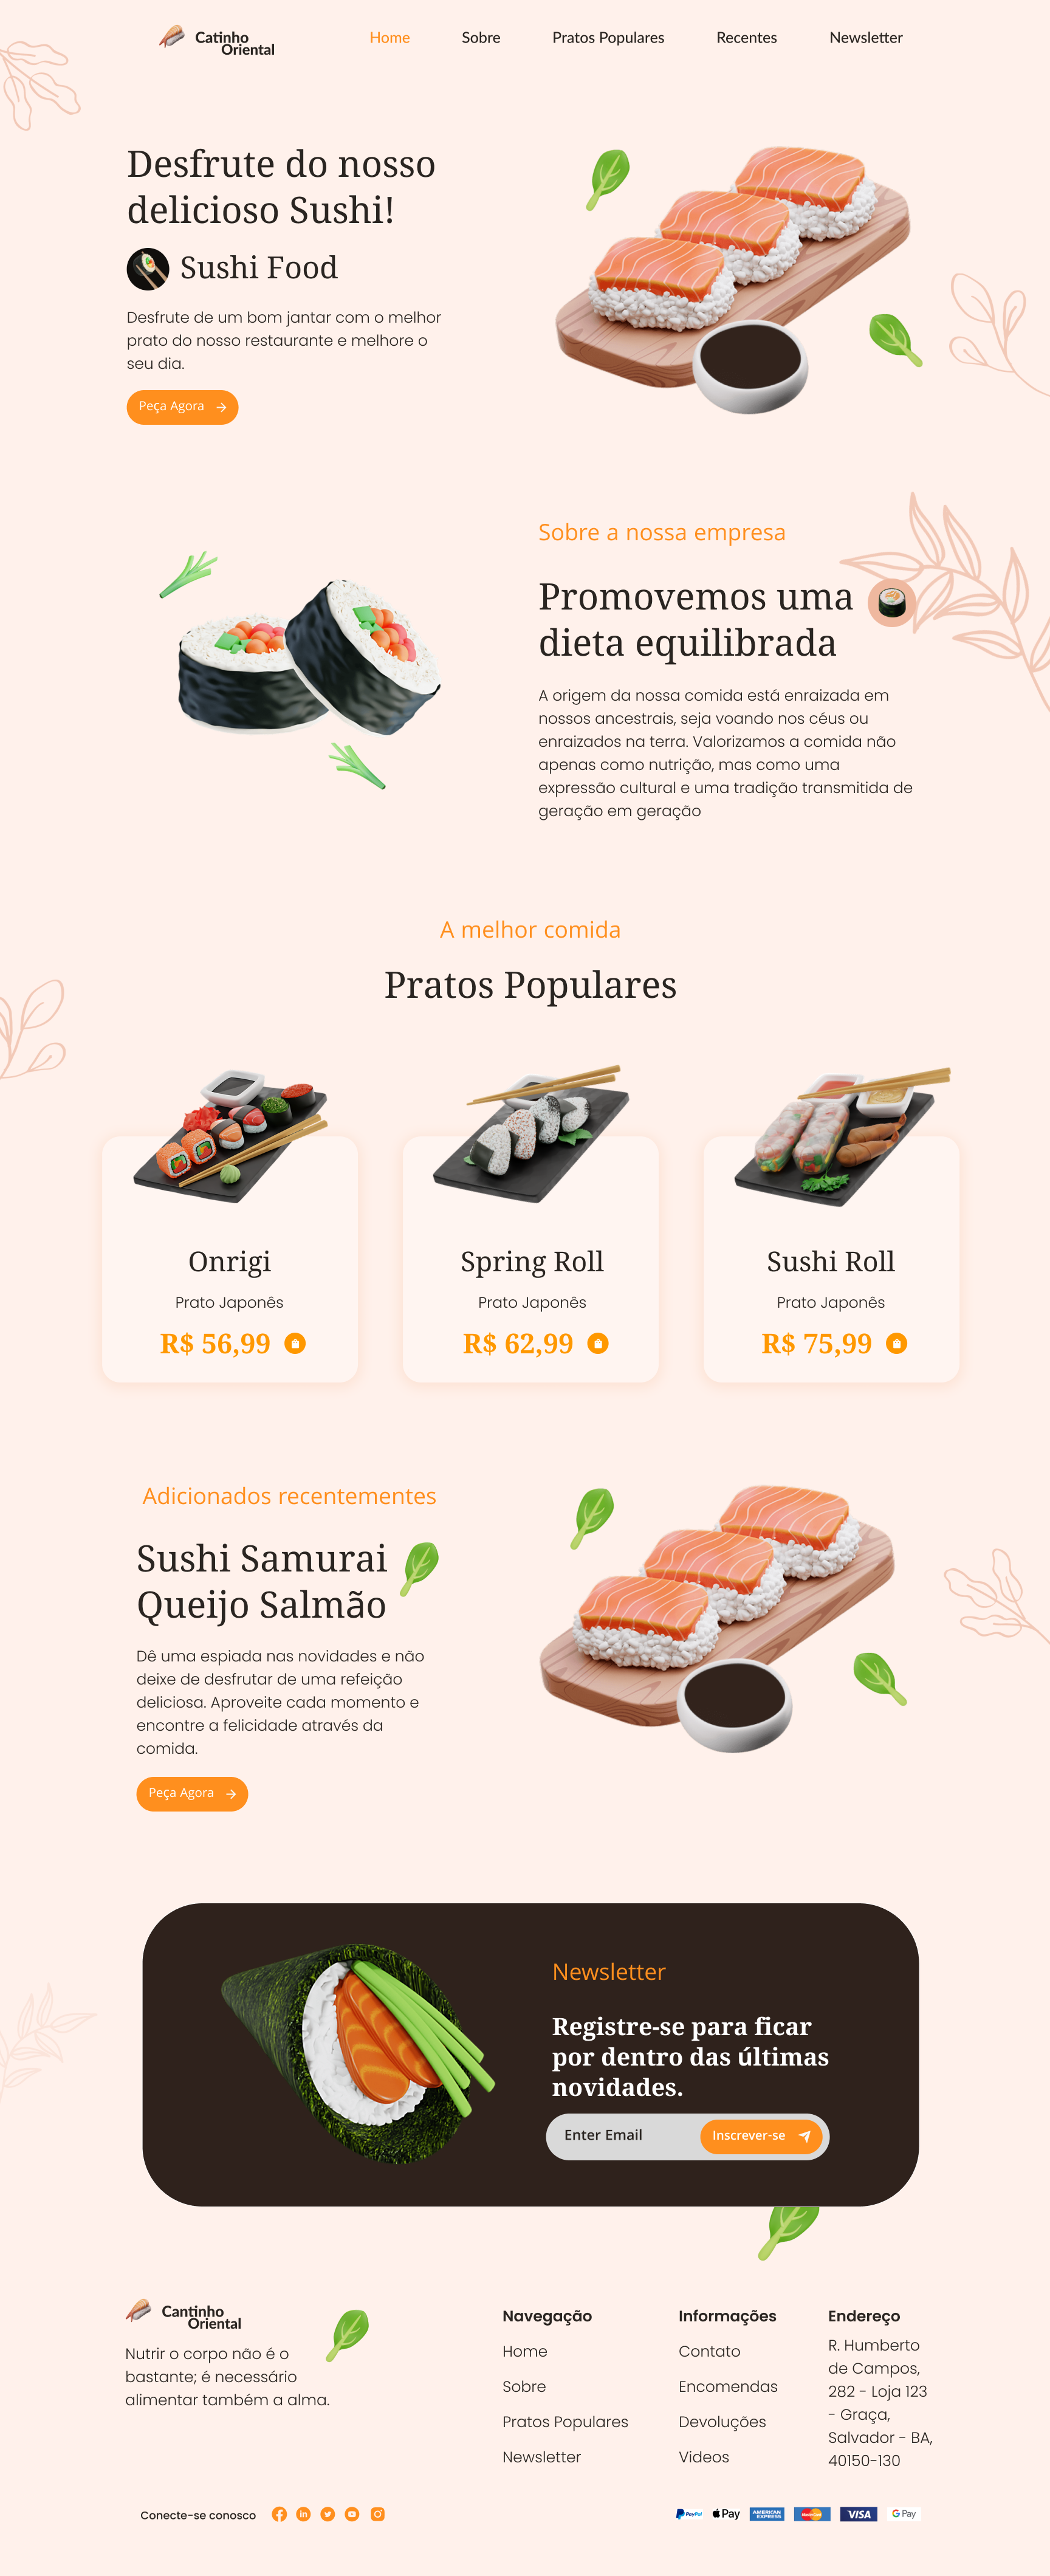 Catinho
Oriental
Home
Sobre
Pratos Populares
Recentes
Newsletter
Desfrute do nosso
delicioso Sushi!
Sushi Food
Desfrute de um bom jantar com o melhor
prato do nosso restaurante e melhore o
seu dia.
Peça Agora
Sobre a nossa empresa
Promovemos uma
dieta equilibrada
A origem da nossa comida está enraizada em
nossos ancestrais, seja voando nos céus ou
enraizados na terra. Valorizamos a comida não
apenas como nutrição, mas como uma
expressão cultural e uma tradição transmitida de
geração em geração
A melhor comida
Pratos Populares
Onrigi
Prato Japonês
R$ 56,99
Spring Roll
Prato Japonês
R$ 62,99
Sushi Roll
Prato Japonês
R$ 75,99
Adicionados recentementes
Sushi Samurai
Queijo Salmão
Dê uma espiada nas novidades e não
deixe de desfrutar de uma refeição
deliciosa. Aproveite cada momento e
encontre a felicidade através da
comida.
Peça Agora
Newsletter
Registre-se para ficar
por dentro das últimas
novidades.
Enter Email
Inscrever-se
Cantinho
Oriental
Nutrir o corpo não é o
bastante; é necessário
alimentar também a alma.
Navegação
Home
Sobre
Pratos Populares
Newsletter
Informações
Contato
Encomendas
Devoluções
Videos
Endereço
R. Humberto
de Campos,
282 - Loja 123
- Graça,
Salvador - BA,
40150-130
Conecte-se conosco
PayPal
Pay
AMERICAN
EXPRESS
MasterCard
VISA
G Pay